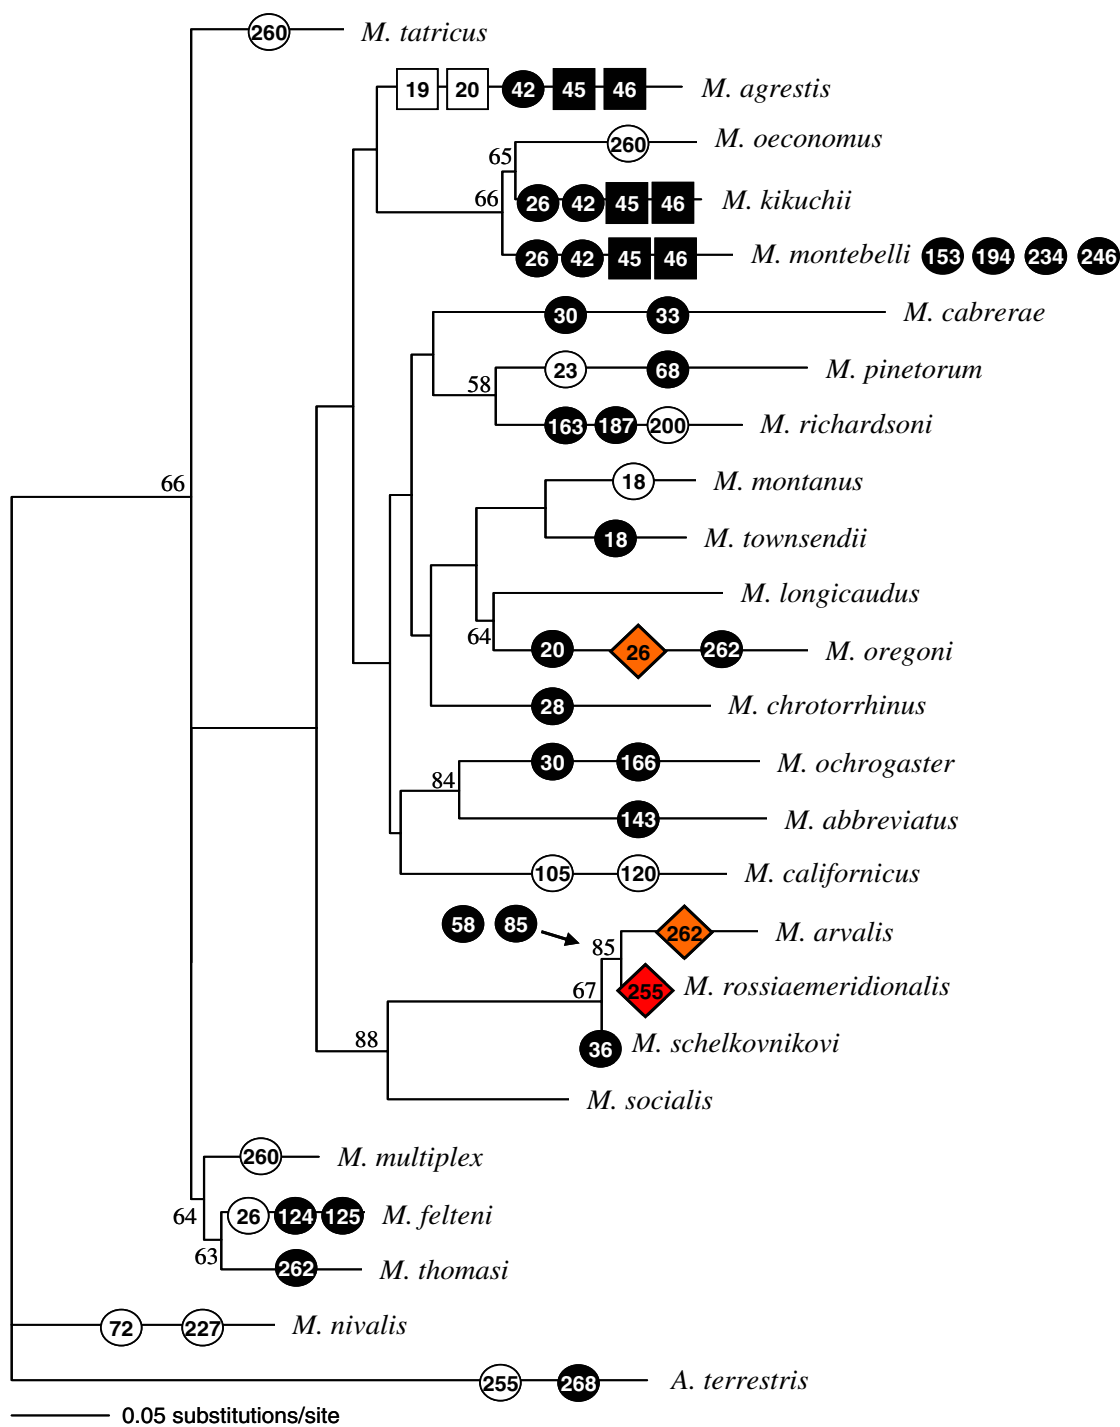 260 M. tatricus
19 20 42 45 46 M. agrestis
65 260 M. oeconomus
66 26 42 45 46 M. kikuchii
26 42 45 46 M. montebelli 153 194 234 246
30 33 M. cabrerae
23 68 M. pinetorum
58 163 187 200 M. richardsoni
18 M. montanus
66
18 M. townsendii
M. longicaudus
64 20 26 262 M. oregoni
28 M. chrotorrhinus
30 166 M. ochrogaster
84
143 M. abbreviatus
105 120 M. californicus
58 85 262 M. arvalis
85
67 255 M. rossiaemeridionalis
88 36 M. schelkovnikovi
M. socialis
260 M. multiplex
64 26 124 125 M. felteni
63 262 M. thomasi
72 227 M. nivalis
255 268 A. terrestris
0.05 substitutions/site